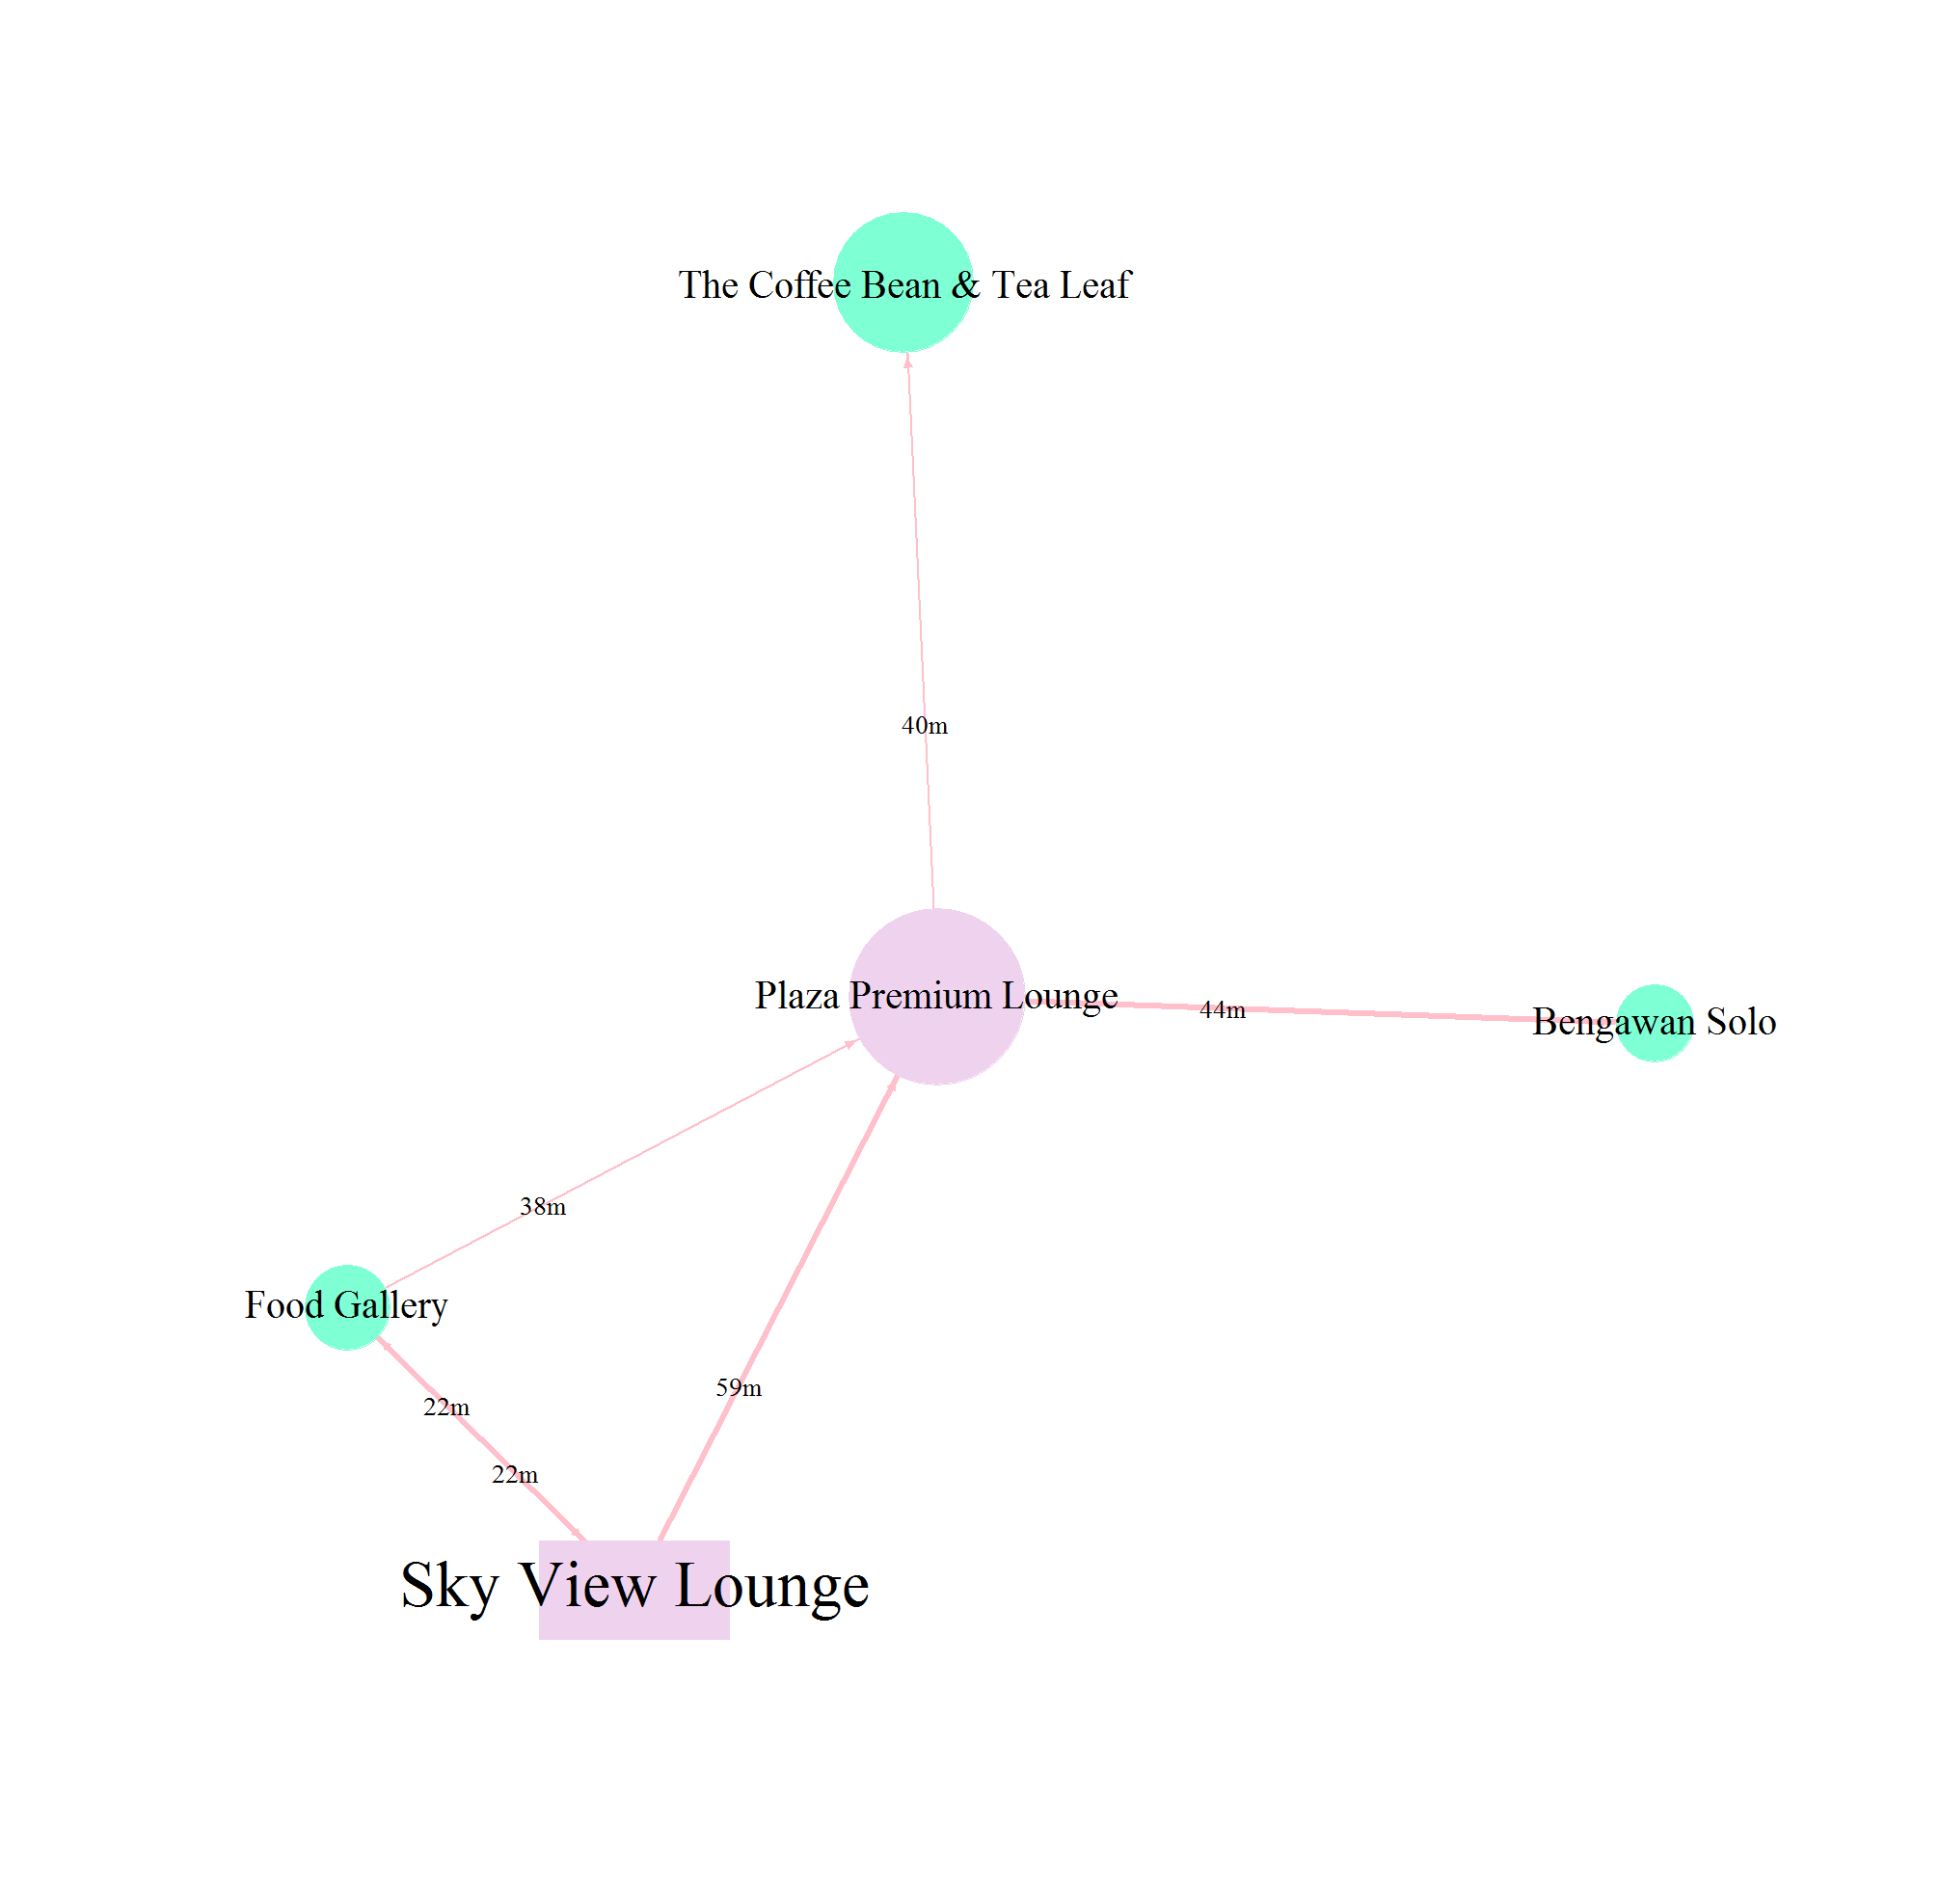 The Coffee Bean & Tea Leaf
40m
Plaza Premium Lounge
44m
Bengawan Solo
38m
Food Gallery
59m
22m
22m
Sky View Lounge